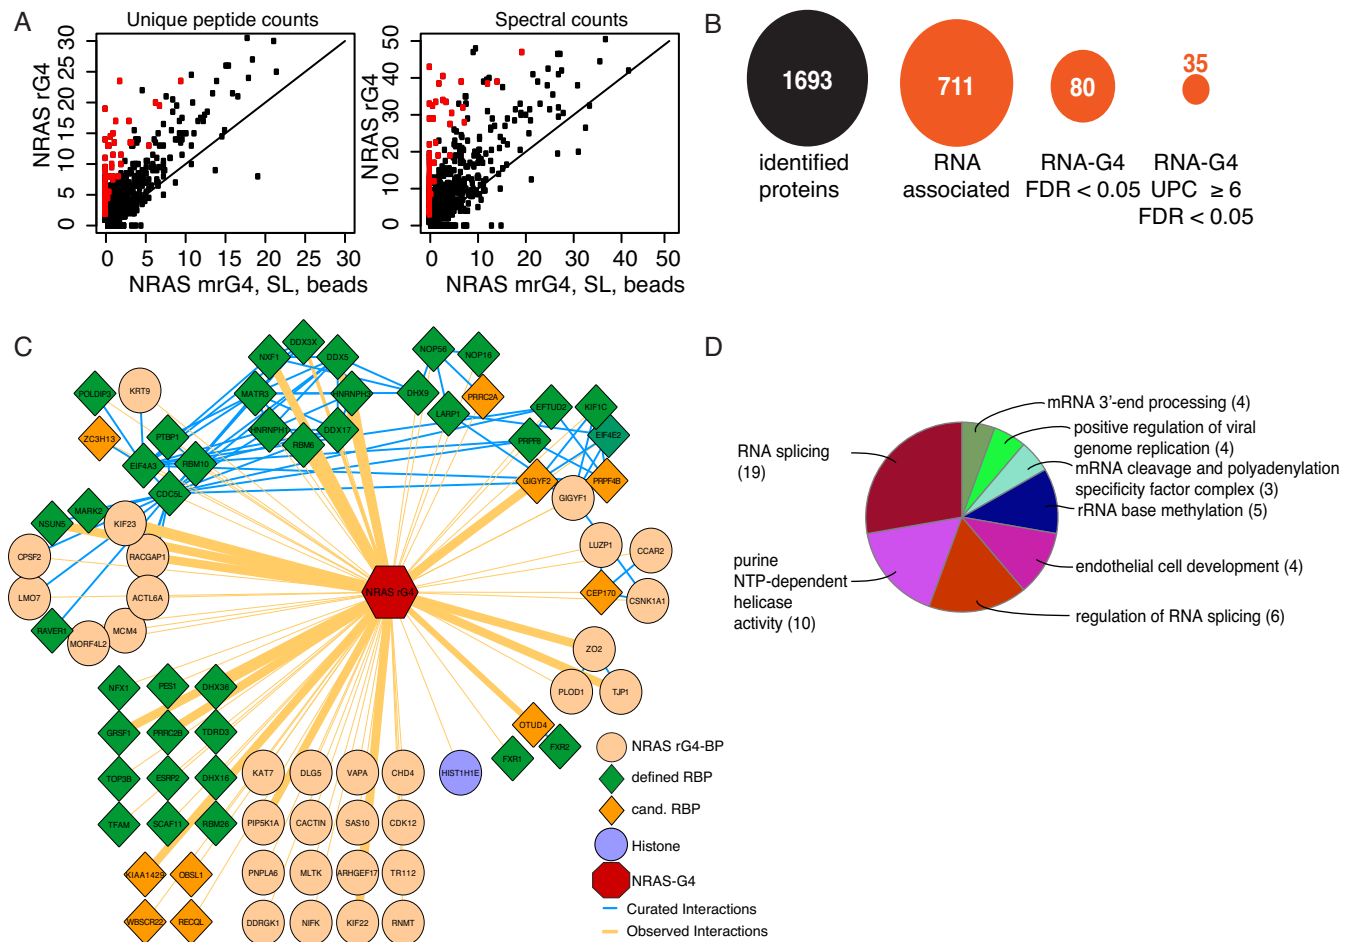 A
Unique peptide counts
Spectral counts
NRAS rG4
0 5 10 15 20 25 30
0 5 10 15 20 25 30
NRAS mrG4, SL, beads
NRAS rG4
0 10 20 30 40 50
0 10 20 30 40 50
NRAS mrG4, SL, beads
B
1693
711
80
35
identified
proteins
RNA
associated
RNA-G4
FDR < 0.05
RNA-G4
UPC ≥ 6
FDR < 0.05
C
DDX3X
NXF1
DDX5
NOP56
NOP16
POLDIP3
KRT9
MATR3
HNRNPH3
DHX9
PRRC2A
LARP1
EFTUD2
KIF1C
ZC3H13
PTBP1
HNRNPH1
RBM6
DDX17
PRPF8
EIF4E2
EIF4A3
RBM10
CDC5L
GIGYF2
PRPF4B
GIGYF1
MARK2
NSUN5
KIF23
CPSF2
RACGAP1
LUZP1
CCAR2
LMO7
ACTL6A
NRAS rG4
CEP170
CSNK1A1
RAVER1
MORF4L2
MCM4
ZO2
PLOD1
TJP1
NFX1
PES1
DHX36
GRSF1
PRRC2B
TDRD3
OTUD4
FXR1
FXR2
TOP3B
ESRP2
DHX16
TFAM
SCAF11
RBM26
KIAA1429
OBSL1
WBSCR22
RECQL
KAT7
DLG5
VAPA
CHD4
HIST1H1E
PIP5K1A
CACTIN
SAS10
CDK12
PNPLA6
MLTK
ARHGEF17
TR112
DDRGK1
NIFK
KIF22
RNMT
NRAS rG4-BP
defined RBP
cand. RBP
Histone
NRAS-G4
Curated Interactions
Observed Interactions
D
mRNA 3'-end processing (4)
positive regulation of viral
genome replication (4)
mRNA cleavage and polyadenylation
specificity factor complex (3)
rRNA base methylation (5)
endothelial cell development (4)
regulation of RNA splicing (6)
RNA splicing
(19)
purine
NTP-dependent
helicase
activity (10)